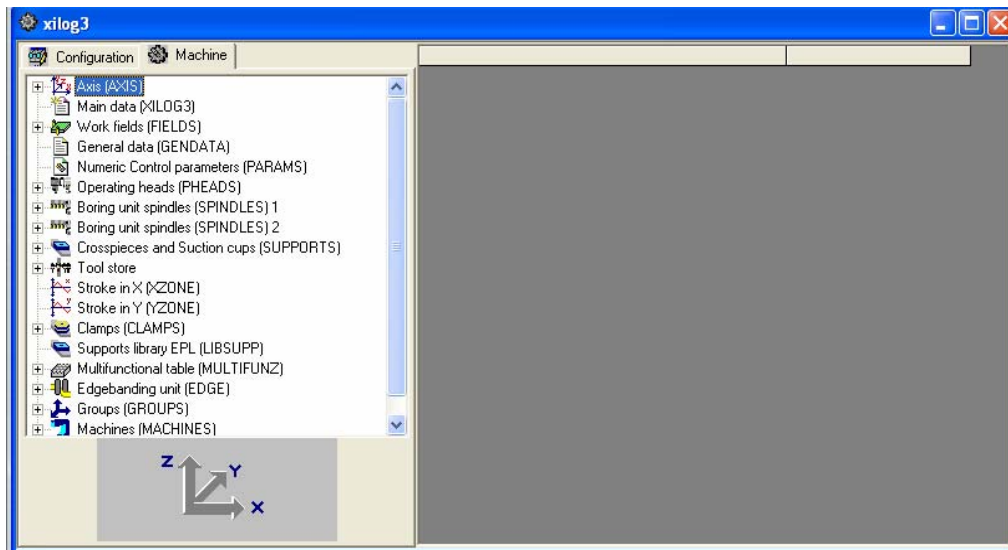 xilog3
Configuration
Machine
Axis (AXIS)
Main data (XILOG3)
Work fields (FIELDS)
General data (GENDATA)
Numeric Control parameters (PARAMS)
Operating heads (PHEADS)
Boring unit spindles (SPINDLES) 1
Boring unit spindles (SPINDLES) 2
Crosspieces and Suction cups (SUPPORTS)
Tool store
Stroke in X (XZONE)
Stroke in Y (YZONE)
Clamps (CLAMPS)
Supports library EPL (LIBSUPP)
Multifunctional table (MULTIFUNZ)
Edgebanding unit (EDGE)
Groups (GROUPS)
Machines (MACHINES)
Z
Y
X